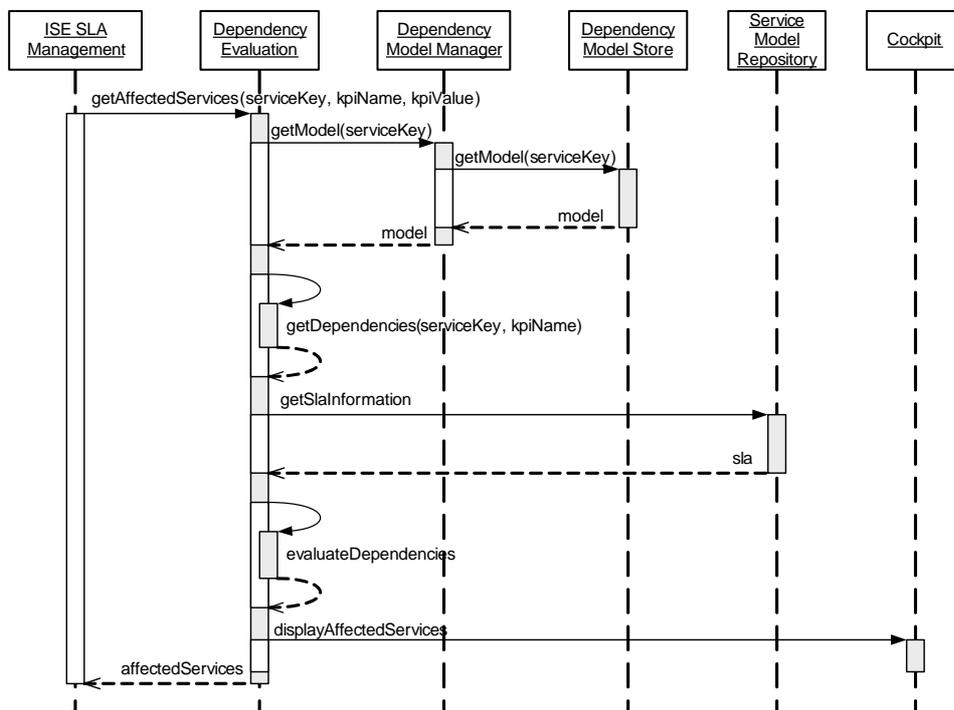 ISE SLA
Management
Dependency
Evaluation
Dependency
Model Manager
Dependency
Model Store
Service
Model
Repository
Cockpit
getAffectedServices(serviceKey, kpiName, kpiValue)
getModel(serviceKey)
getModel(serviceKey)
model
model
getDependencies(serviceKey, kpiName)
getSlaInformation
sla
evaluateDependencies
displayAffectedServices
affectedServices